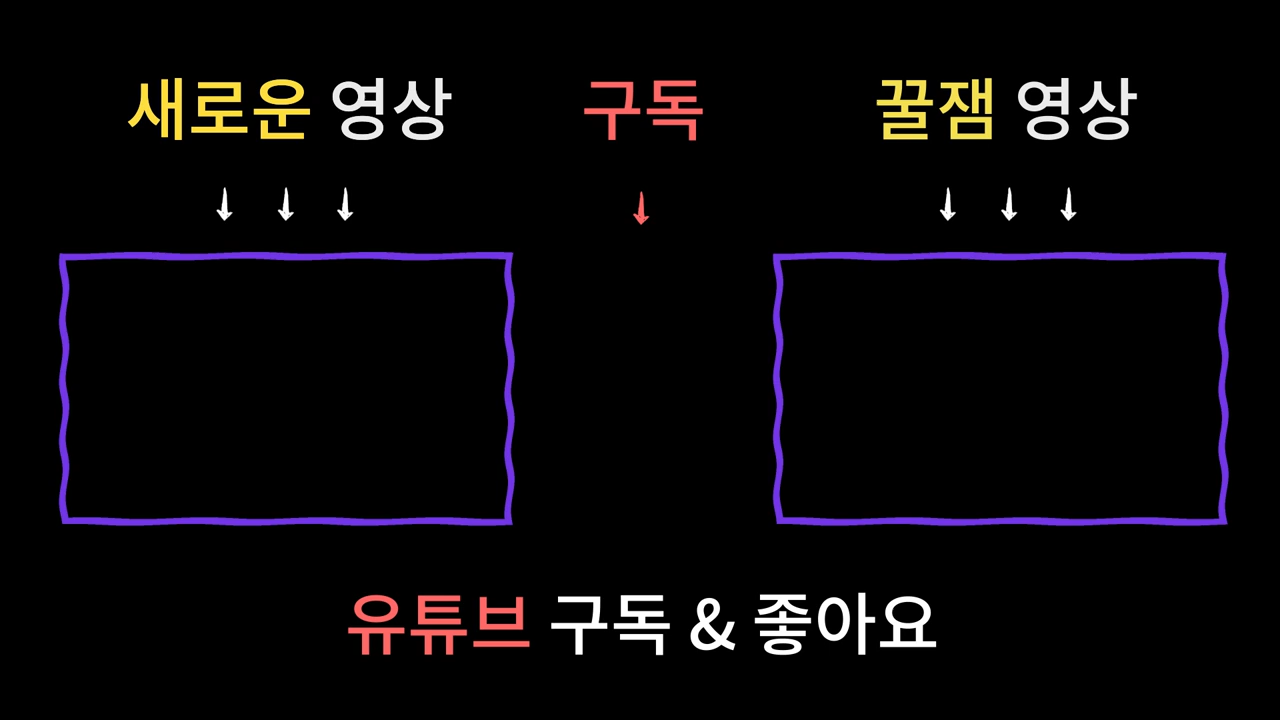 새로운 영상
구독
꿀잼 영상
유튜브 구독 & 좋아요